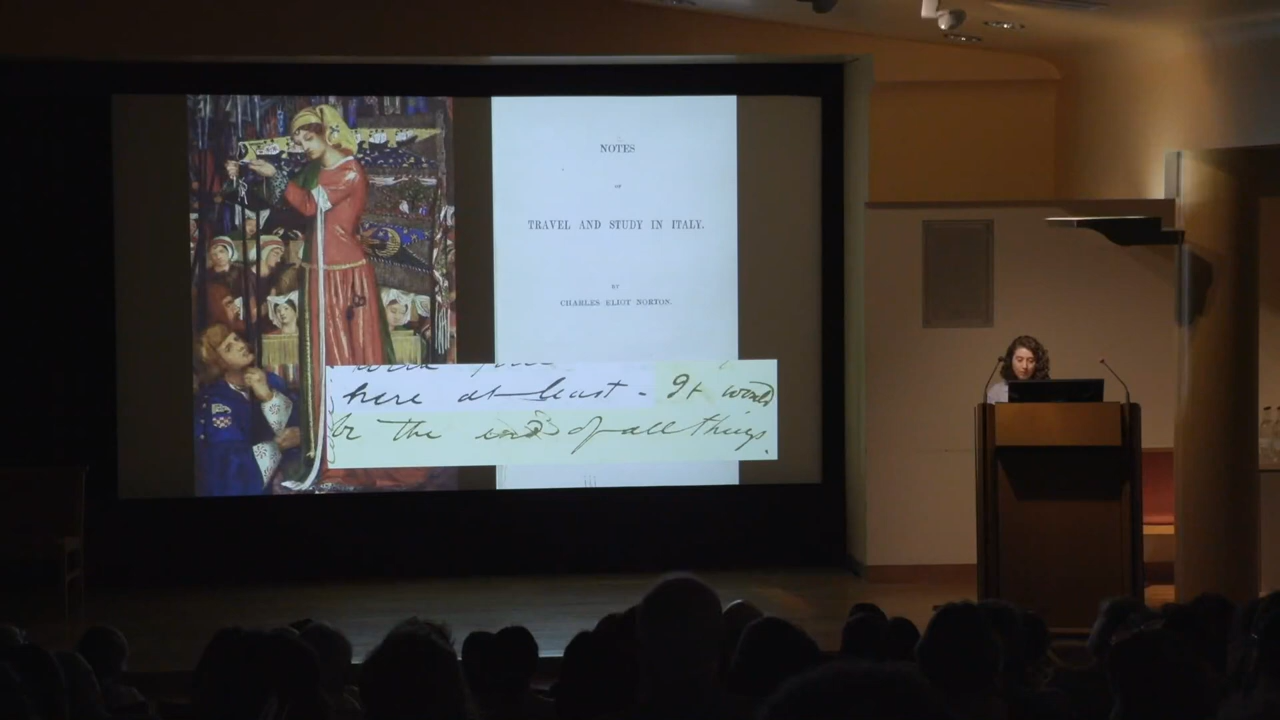 NOTES
OF
TRAVEL AND STUDY IN ITALY.
BY
CHARLES ELIOT NORTON.
here at least - It would
be the end of all things.